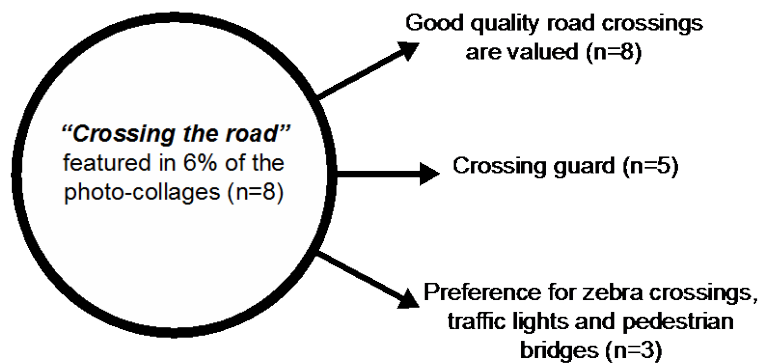 “Crossing the road”
featured in 6% of the
photo-collages (n=8)
Good quality road crossings
are valued (n=8)
Crossing guard (n=5)
Preference for zebra crossings,
traffic lights and pedestrian
bridges (n=3)